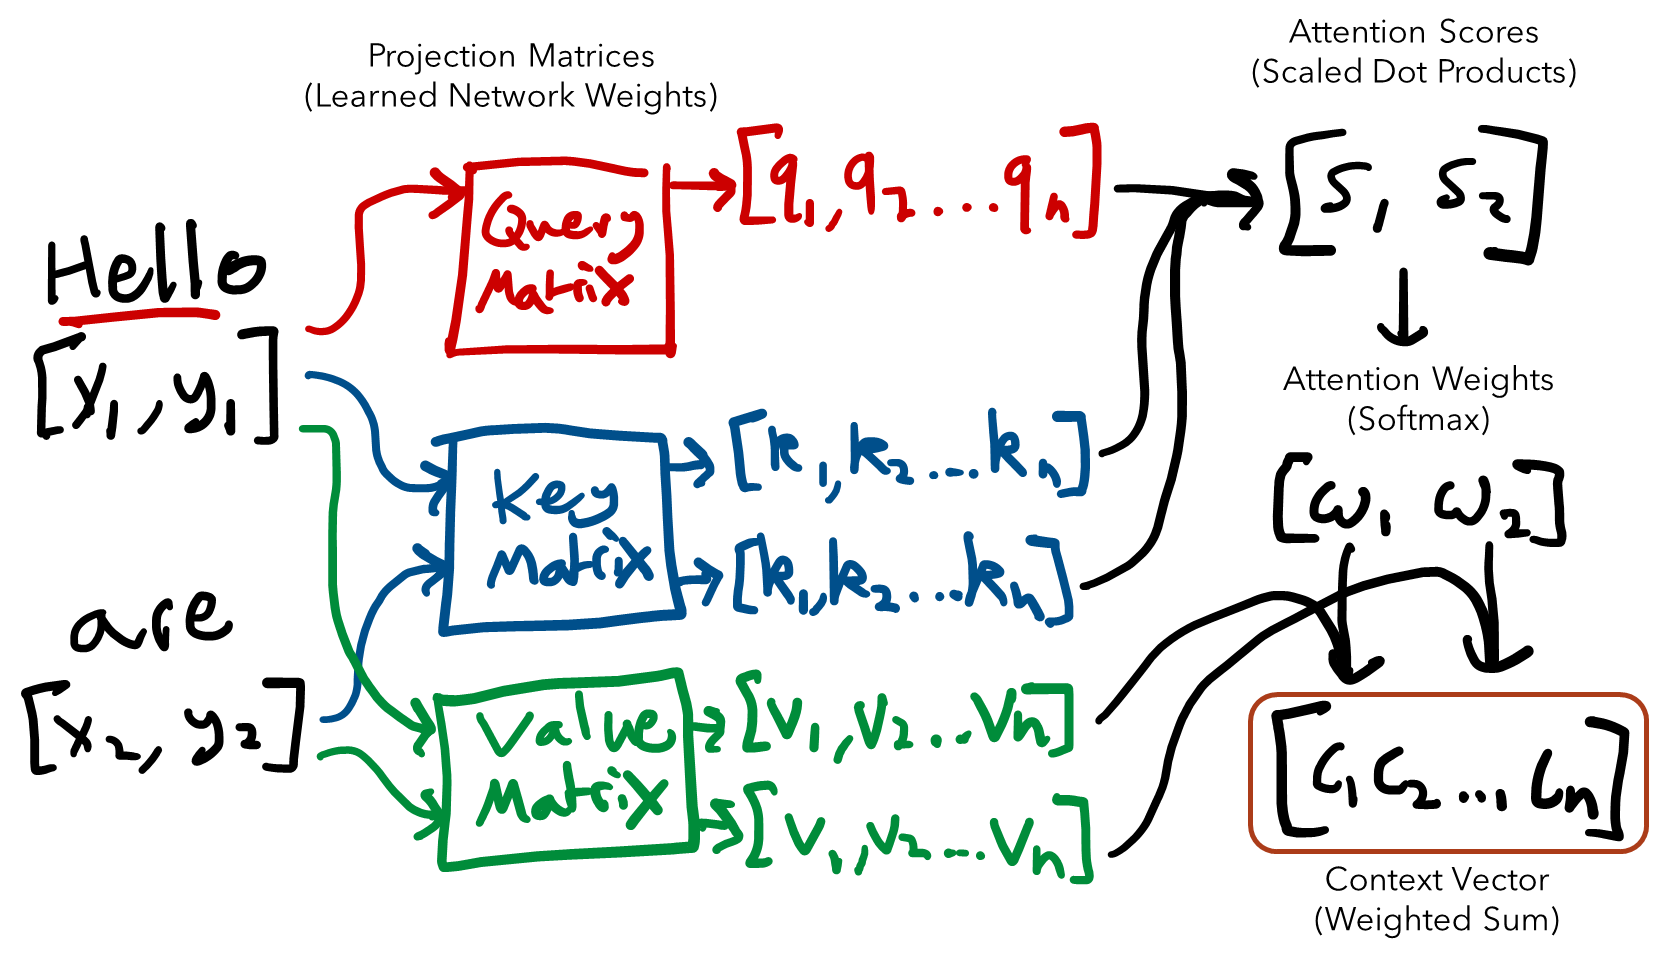 Projection Matrices
(Learned Network Weights)
Attention Scores
(Scaled Dot Products)
Hello
[x₁, y₁]
are
[x₂, y₂]
Query
Matrix
[q₁, q₂ ... qₙ]
Key
Matrix
[k₁, k₂ ... kₙ]
[k₁, k₂ ... kₙ]
Value
Matrix
[v₁, v₂ ... vₙ]
[v₁, v₂ ... vₙ]
[s₁ s₂]
Attention Weights
(Softmax)
[ω₁ ω₂]
[c₁ c₂ ..., cₙ]
Context Vector
(Weighted Sum)